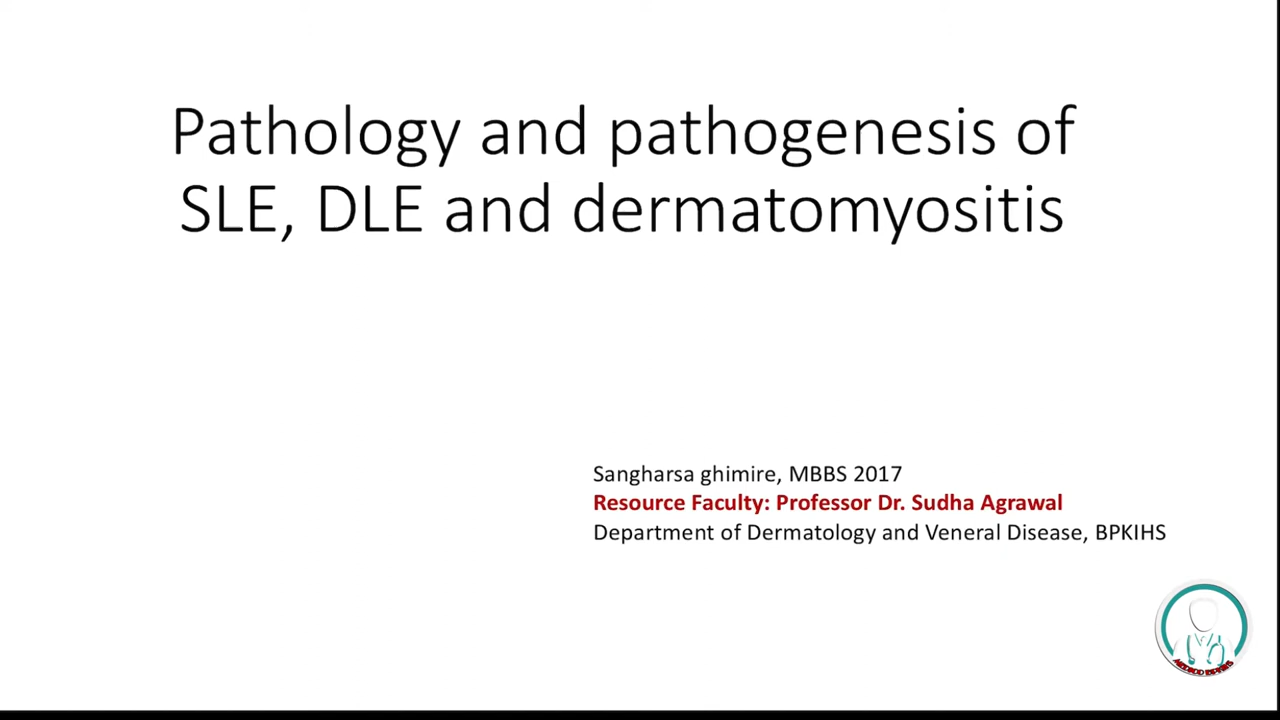 Pathology and pathogenesis of
SLE, DLE and dermatomyositis
Sangharsa ghimire, MBBS 2017
Resource Faculty: Professor Dr. Sudha Agrawal
Department of Dermatology and Veneral Disease, BPKIHS